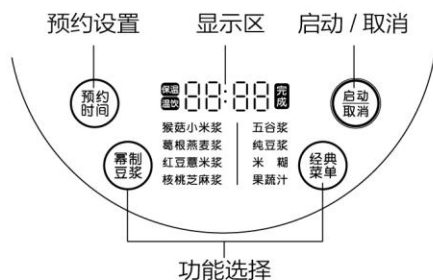 预约设置
显示区
启动 / 取消
预约
时间
保温
温饮
88:88
完成
启动
取消
猴菇小米浆
五谷浆
葛根燕麦浆
纯豆浆
红豆薏米浆
米 糊
核桃芝麻浆
果蔬汁
幂制
豆浆
经典
菜单
功能选择